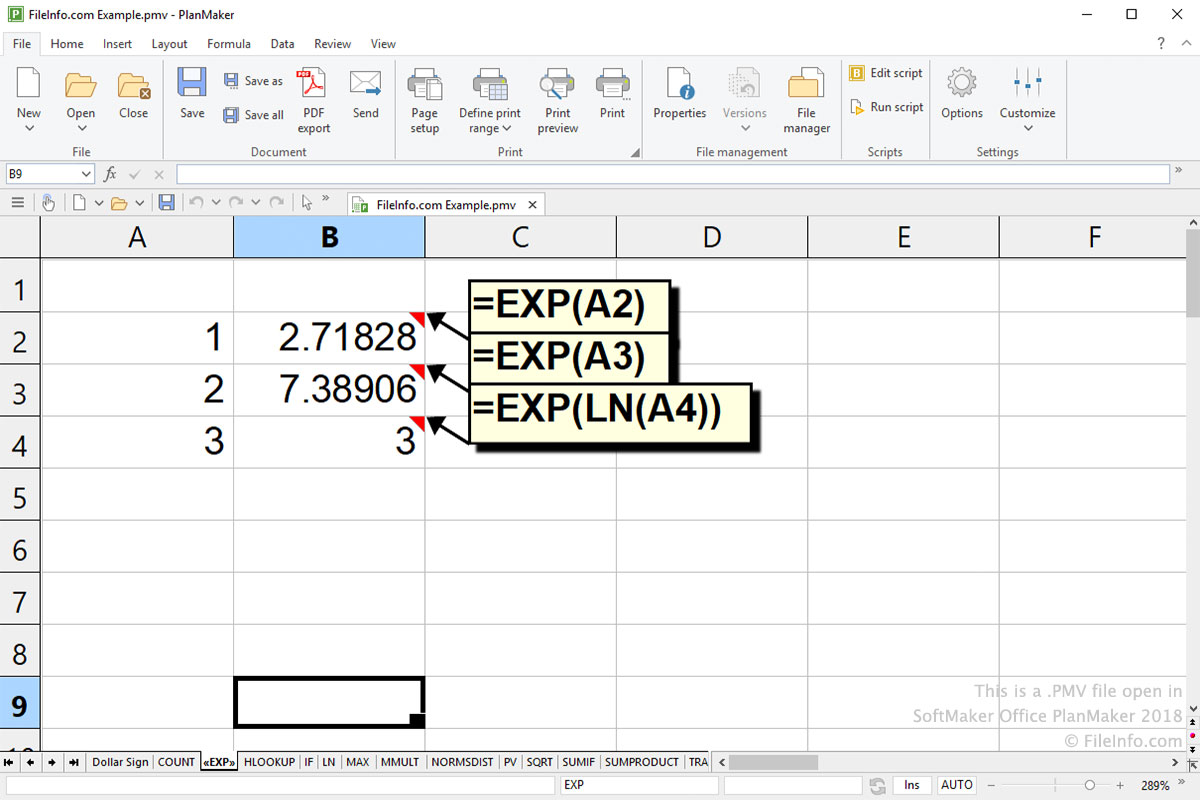 FileInfo.com Example.pmv - PlanMaker
File Home Insert Layout Formula Data Review View ?
New Open Close Save Save as Save all PDF export Send Page setup Define print range Print preview Print Properties Versions File manager Edit script Run script Options Customize
File Document Print File management Scripts Settings
B9 fx
FileInfo.com Example.pmv
A B C D E F
1 =EXP(A2)
2 1 2.71828 =EXP(A3)
3 2 7.38906 =EXP(LN(A4))
4 3 3
5
6
7
8
9
This is a .PMV file open in
SoftMaker Office PlanMaker 2018
© FileInfo.com
Dollar Sign COUNT «EXP» HLOOKUP IF LN MAX MMULT NORMSDIST PV SQRT SUMIF SUMPRODUCT TRA
EXP Ins AUTO 289%